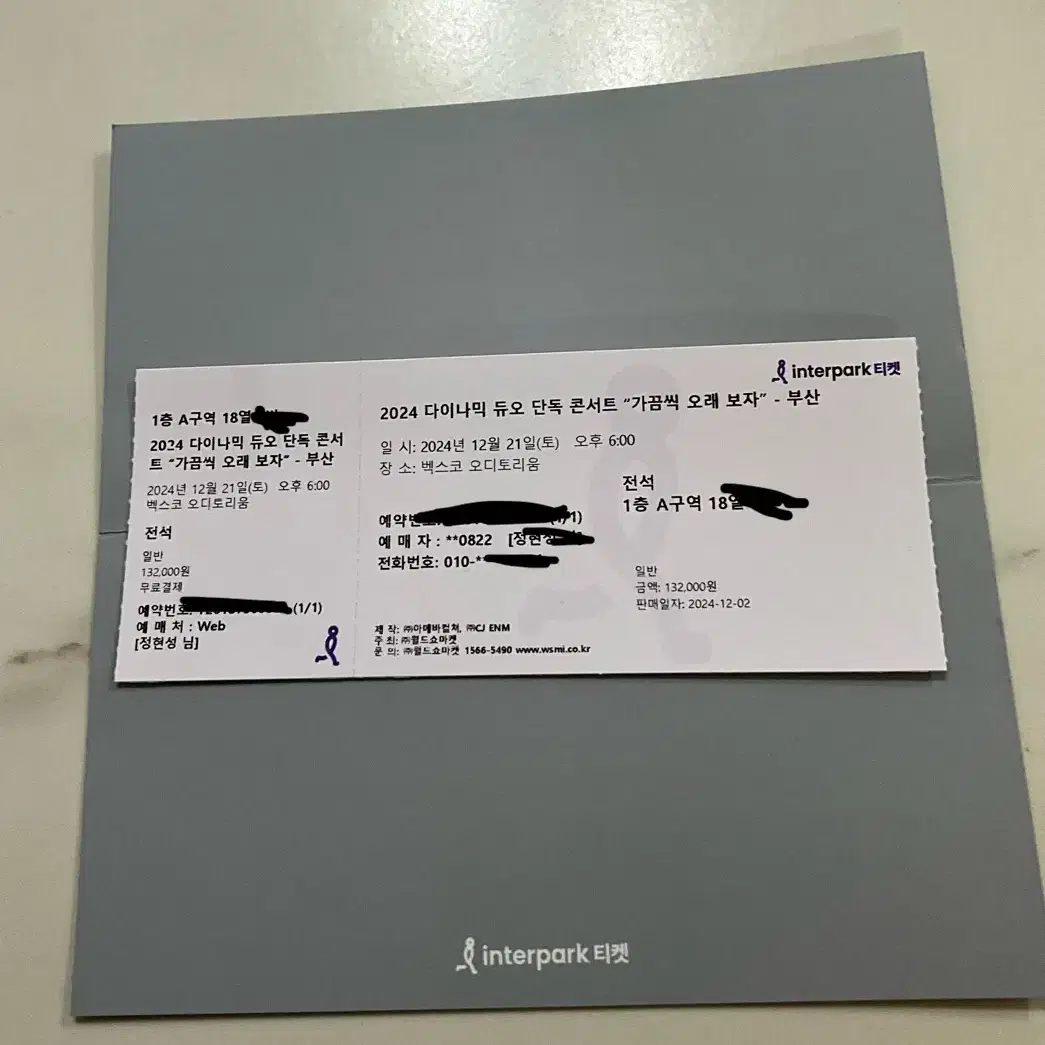 1층 A구역 18열
2024 다이나믹 듀오 단독 콘서
트 “가끔씩 오래 보자” - 부산
2024년 12월 21일(토) 오후 6:00
벡스코 오디토리움
전석
일반
132,000원
무료결제
예약번호: (1/1)
예 매 처 : Web
[정현성 님]
interpark 티켓
2024 다이나믹 듀오 단독 콘서트 “가끔씩 오래 보자” - 부산
일 시: 2024년 12월 21일(토) 오후 6:00
장 소: 벡스코 오디토리움
전석
1층 A구역 18열
예약번호: (1/1)
예 매 자 : **0822 [정현성
전화번호: 010-*
일반
금액: 132,000원
판매일자: 2024-12-02
제 작: ㈜아메바컬쳐, ㈜CJ ENM
주 최: ㈜월드쇼마켓
문 의: ㈜월드쇼마켓 1566-5490 www.wsmi.co.kr
interpark 티켓